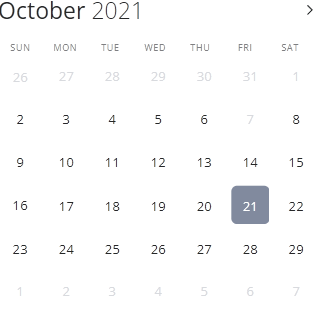 October 2021
SUN MON TUE WED THU FRI SAT
26 27 28 29 30 31 1
2 3 4 5 6 7 8
9 10 11 12 13 14 15
16 17 18 19 20 21 22
23 24 25 26 27 28 29
1 2 3 4 5 6 7